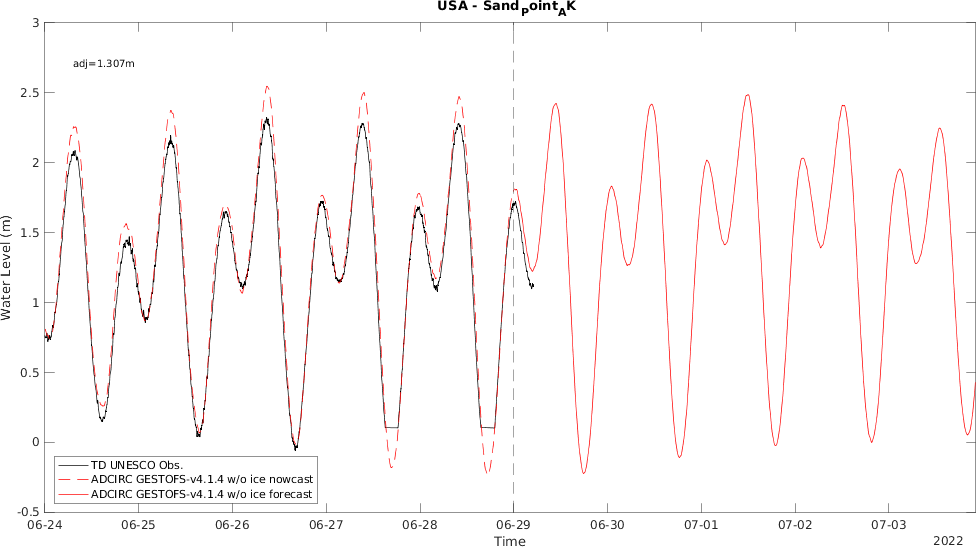 USA - Sand_Point_AK
3
adj=1.307m
2.5
2
1.5
1
0.5
0
-0.5
Water Level (m)
TD UNESCO Obs.
ADCIRC GESTOFS-v4.1.4 w/o ice nowcast
ADCIRC GESTOFS-v4.1.4 w/o ice forecast
06-24 06-25 06-26 06-27 06-28 06-29 06-30 07-01 07-02 07-03
Time
2022